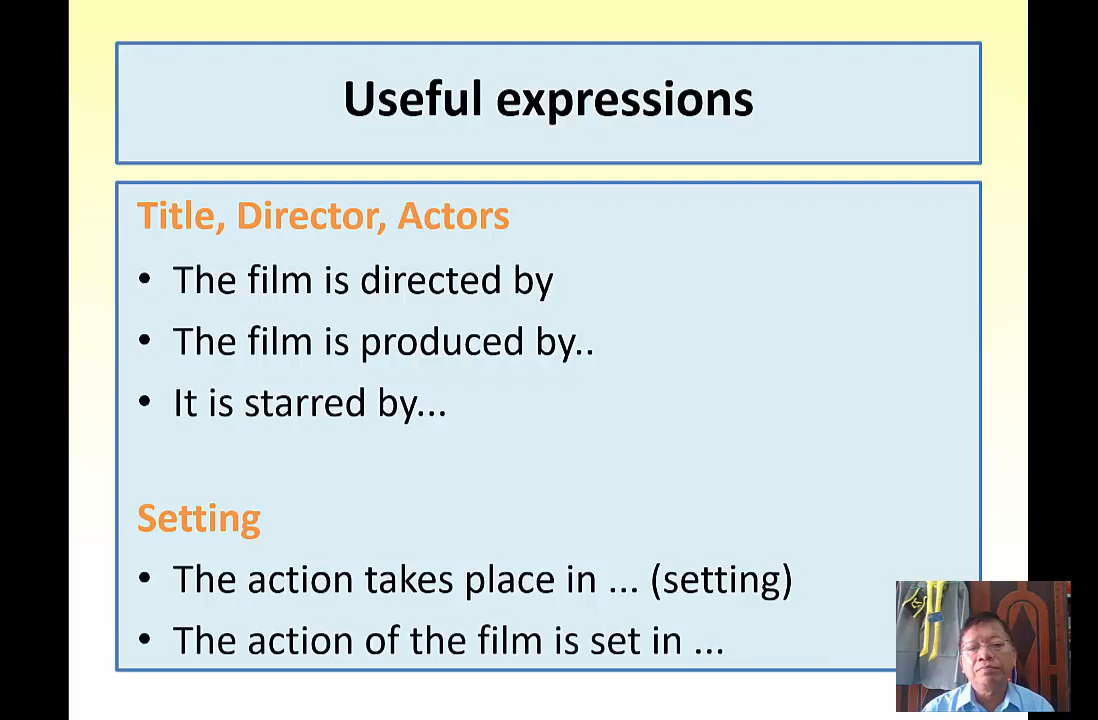 Useful expressions
Title, Director, Actors
• The film is directed by
• The film is produced by..
• It is starred by...
Setting
• The action takes place in ... (setting)
• The action of the film is set in ...